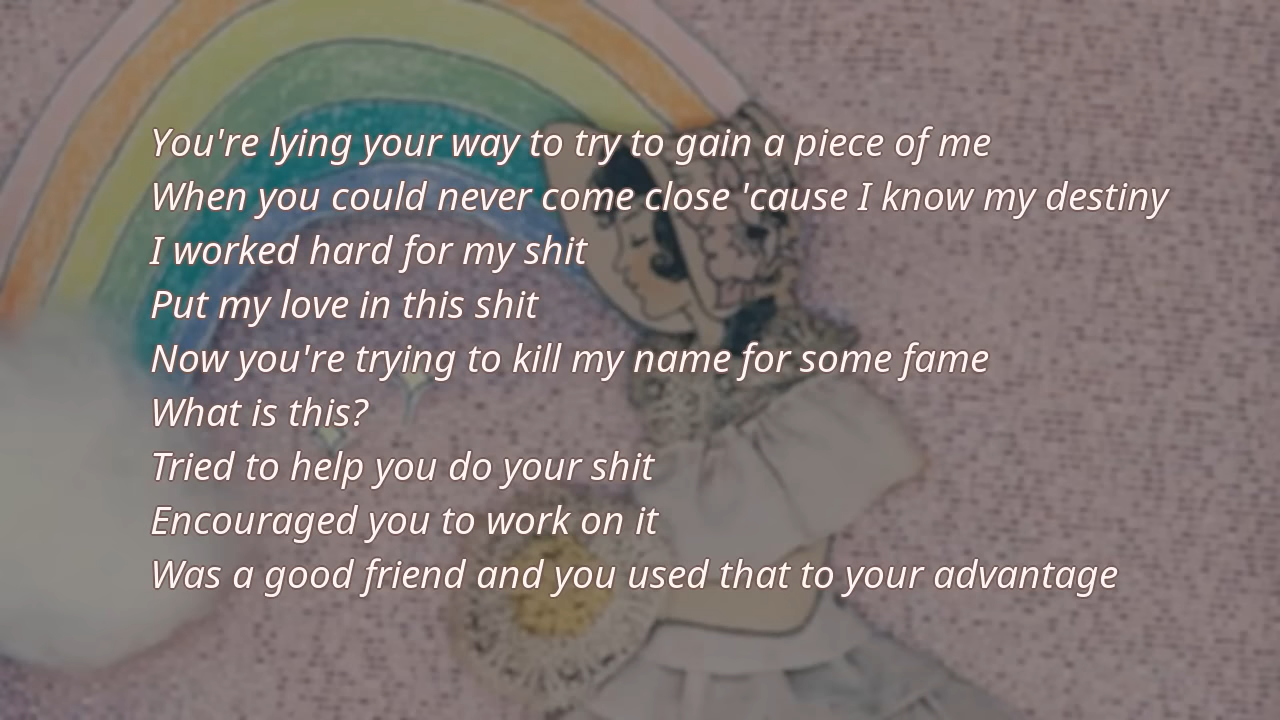 You're lying your way to try to gain a piece of me
When you could never come close 'cause I know my destiny
I worked hard for my shit
Put my love in this shit
Now you're trying to kill my name for some fame
What is this?
Tried to help you do your shit
Encouraged you to work on it
Was a good friend and you used that to your advantage